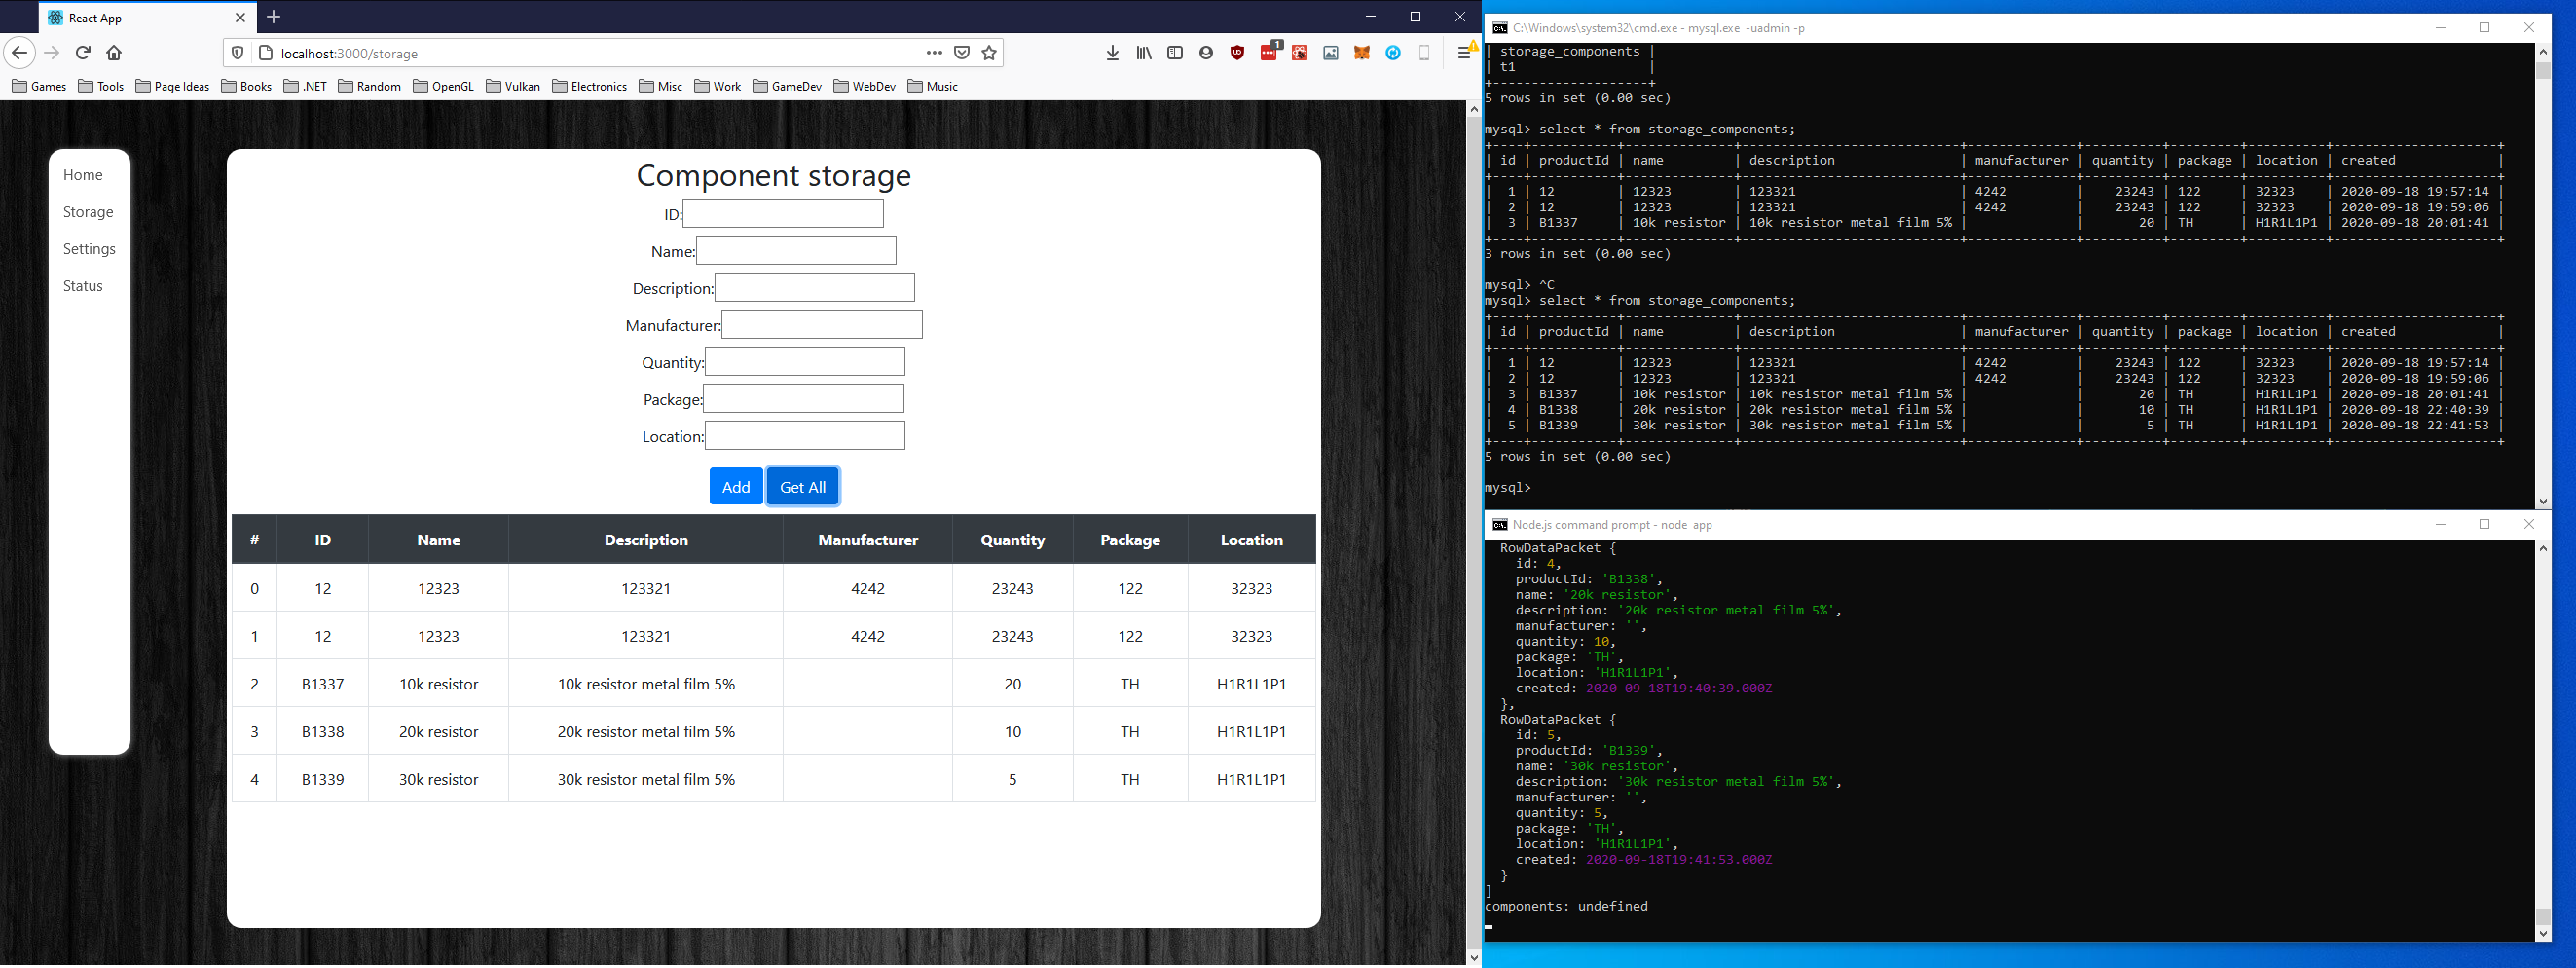 React App
localhost:3000/storage
1
Games Tools Page Ideas Books .NET Random OpenGL Vulkan Electronics Misc Work GameDev WebDev Music
Home
Storage
Settings
Status
Component storage
ID:
Name:
Description:
Manufacturer:
Quantity:
Package:
Location:
Add Get All
# ID Name Description Manufacturer Quantity Package Location
0 12 12323 123321 4242 23243 122 32323
1 12 12323 123321 4242 23243 122 32323
2 B1337 10k resistor 10k resistor metal film 5% 20 TH H1R1L1P1
3 B1338 20k resistor 20k resistor metal film 5% 10 TH H1R1L1P1
4 B1339 30k resistor 30k resistor metal film 5% 5 TH H1R1L1P1
C:\Windows\system32\cmd.exe - mysql.exe -uadmin -p
| storage_components |
| t1 |
+--------------------+
5 rows in set (0.00 sec)
mysql> select * from storage_components;
+----+-----------+--------------+----------------------------+--------------+----------+---------+----------+---------------------+
| id | productId | name | description | manufacturer | quantity | package | location | created |
+----+-----------+--------------+----------------------------+--------------+----------+---------+----------+---------------------+
| 1 | 12 | 12323 | 123321 | 4242 | 23243 | 122 | 32323 | 2020-09-18 19:57:14 |
| 2 | 12 | 12323 | 123321 | 4242 | 23243 | 122 | 32323 | 2020-09-18 19:59:06 |
| 3 | B1337 | 10k resistor | 10k resistor metal film 5% | | 20 | TH | H1R1L1P1 | 2020-09-18 20:01:41 |
+----+-----------+--------------+----------------------------+--------------+----------+---------+----------+---------------------+
3 rows in set (0.00 sec)
mysql> ^C
mysql> select * from storage_components;
+----+-----------+--------------+----------------------------+--------------+----------+---------+----------+---------------------+
| id | productId | name | description | manufacturer | quantity | package | location | created |
+----+-----------+--------------+----------------------------+--------------+----------+---------+----------+---------------------+
| 1 | 12 | 12323 | 123321 | 4242 | 23243 | 122 | 32323 | 2020-09-18 19:57:14 |
| 2 | 12 | 12323 | 123321 | 4242 | 23243 | 122 | 32323 | 2020-09-18 19:59:06 |
| 3 | B1337 | 10k resistor | 10k resistor metal film 5% | | 20 | TH | H1R1L1P1 | 2020-09-18 20:01:41 |
| 4 | B1338 | 20k resistor | 20k resistor metal film 5% | | 10 | TH | H1R1L1P1 | 2020-09-18 22:40:39 |
| 5 | B1339 | 30k resistor | 30k resistor metal film 5% | | 5 | TH | H1R1L1P1 | 2020-09-18 22:41:53 |
+----+-----------+--------------+----------------------------+--------------+----------+---------+----------+---------------------+
5 rows in set (0.00 sec)
mysql>
Node.js command prompt - node app
RowDataPacket {
id: 4,
productId: 'B1338',
name: '20k resistor',
description: '20k resistor metal film 5%',
manufacturer: '',
quantity: 10,
package: 'TH',
location: 'H1R1L1P1',
created: 2020-09-18T19:40:39.000Z
},
RowDataPacket {
id: 5,
productId: 'B1339',
name: '30k resistor',
description: '30k resistor metal film 5%',
manufacturer: '',
quantity: 5,
package: 'TH',
location: 'H1R1L1P1',
created: 2020-09-18T19:41:53.000Z
}
]
components: undefined